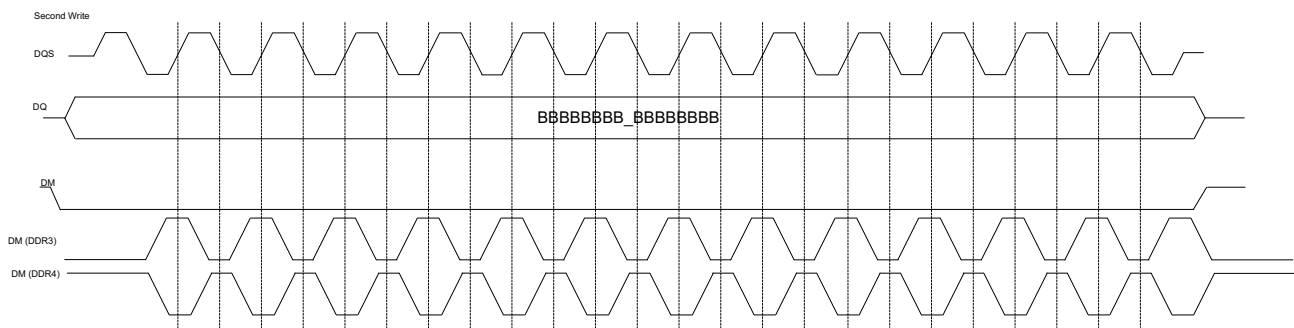 Second Write
DQS
DQ
BBBBBBBB_BBBBBBBB
DM
DM (DDR3)
DM (DDR4)